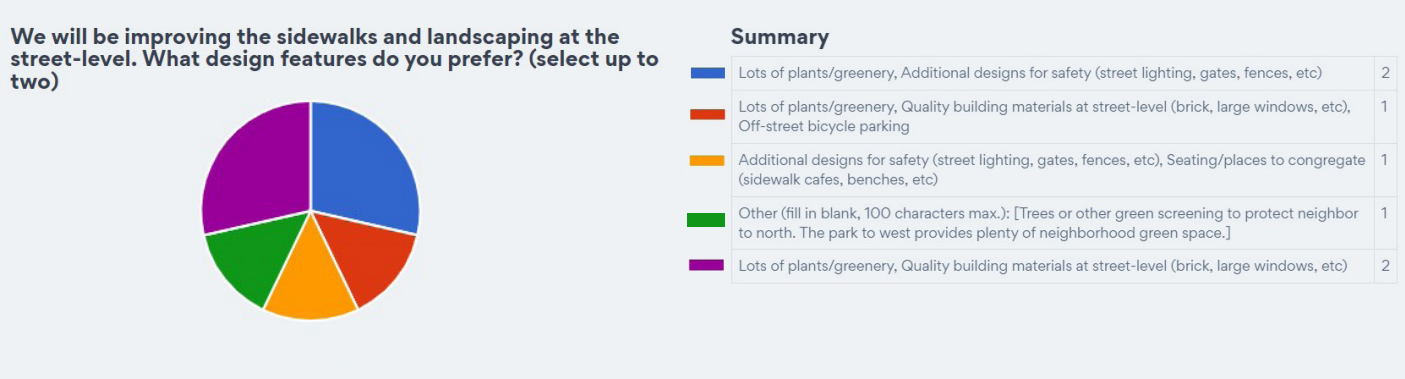 We will be improving the sidewalks and landscaping at the
street-level. What design features do you prefer? (select up to
two)
Summary
Lots of plants/greenery, Additional designs for safety (street lighting, gates, fences, etc) 2
Lots of plants/greenery, Quality building materials at street-level (brick, large windows, etc), 1
Off-street bicycle parking
Additional designs for safety (street lighting, gates, fences, etc), Seating/places to congregate 1
(sidewalk cafes, benches, etc)
Other (fill in blank, 100 characters max.): [Trees or other green screening to protect neighbor 1
to north. The park to west provides plenty of neighborhood green space.]
Lots of plants/greenery, Quality building materials at street-level (brick, large windows, etc) 2